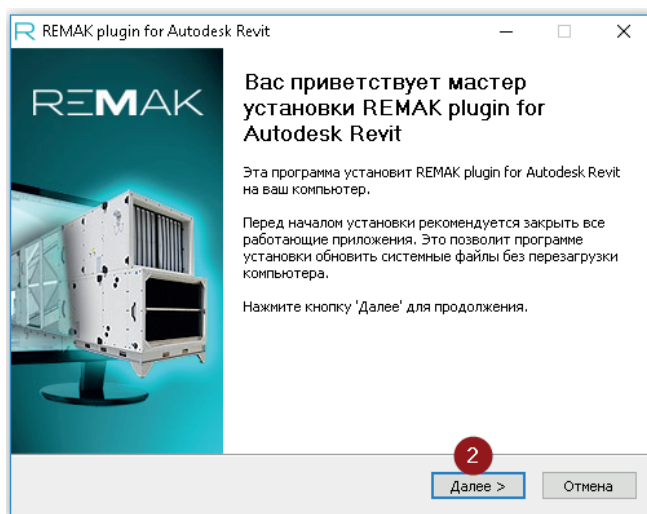 REMAK plugin for Autodesk Revit
REMAK
Вас приветствует мастер
установки REMAK plugin for
Autodesk Revit
Эта программа установит REMAK plugin for Autodesk Revit
на ваш компьютер.
Перед началом установки рекомендуется закрыть все
работающие приложения. Это позволит программе
установки обновить системные файлы без перезагрузки
компьютера.
Нажмите кнопку 'Далее' для продолжения.
2
Далее >
Отмена